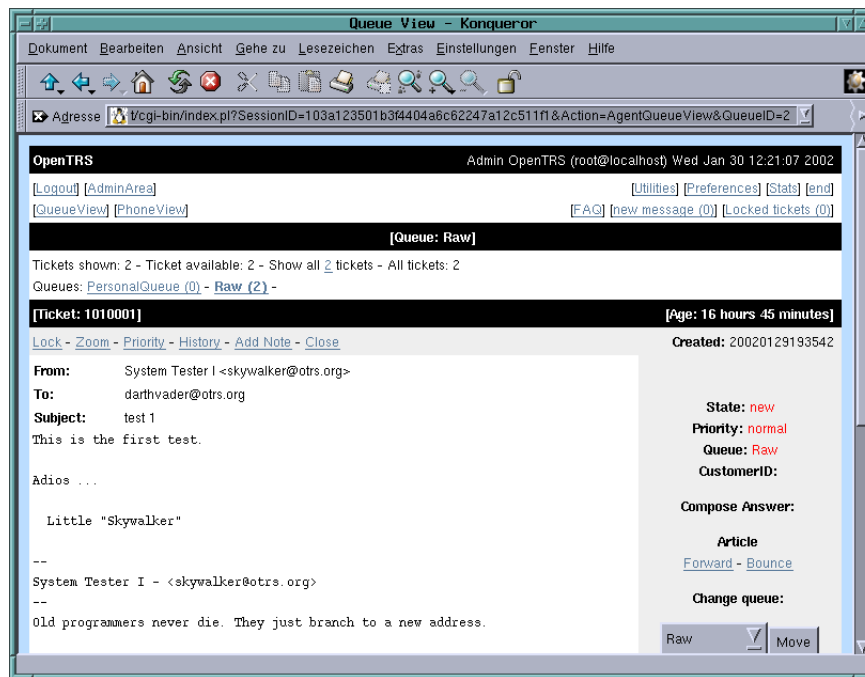 Queue View - Konqueror
Dokument Bearbeiten Ansicht Gehe zu Lesezeichen Extras Einstellungen Fenster Hilfe
Adresse t/cgi-bin/index.pl?SessionID=103a123501b3f4404a6c62247a12c511f1&Action=AgentQueueView&QueueID=2
OpenTRS Admin OpenTRS (root@localhost) Wed Jan 30 12:21:07 2002
[Logout] [AdminArea] [Utilities] [Preferences] [Stats] [end]
[QueueView] [PhoneView] [FAQ] [new message (0)] [Locked tickets (0)]
[Queue: Raw]
Tickets shown: 2 - Ticket available: 2 - Show all 2 tickets - All tickets: 2
Queues: PersonalQueue (0) - Raw (2) -
[Ticket: 1010001] [Age: 16 hours 45 minutes]
Lock - Zoom - Priority - History - Add Note - Close Created: 20020129193542
From: System Tester I <skywalker@otrs.org>
To: darthvader@otrs.org
Subject: test 1
This is the first test.
Adios ...
Little "Skywalker"
--
System Tester I - <skywalker@otrs.org>
--
Old programmers never die. They just branch to a new address.
State: new
Priority: normal
Queue: Raw
CustomerID:
Compose Answer:
Article
Forward - Bounce
Change queue:
Raw Move